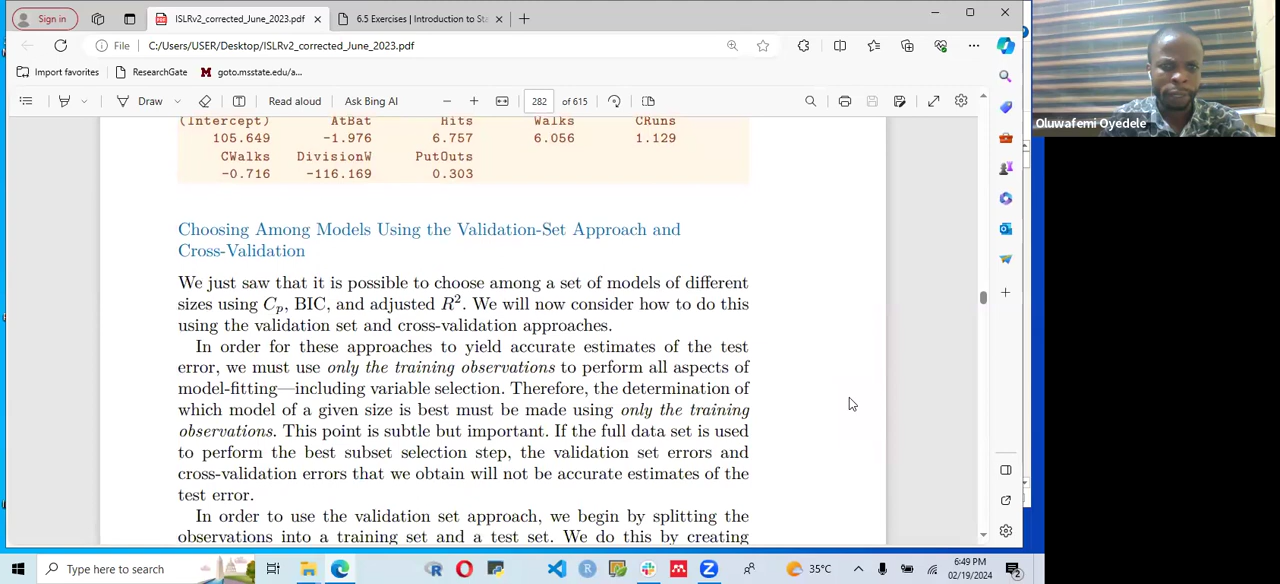 Sign in
ISLRv2_corrected_June_2023.pdf
6.5 Exercises | Introduction to Sta
File
C:/Users/USER/Desktop/ISLRv2_corrected_June_2023.pdf
Import favorites
ResearchGate
goto.msstate.edu/a...
Draw
Read aloud
Ask Bing AI
282
of 615
(Intercept) AtBat Hits Walks CRuns
105.649 -1.976 6.757 6.056 1.129
CWalks DivisionW PutOuts
-0.716 -116.169 0.303
Choosing Among Models Using the Validation-Set Approach and
Cross-Validation
We just saw that it is possible to choose among a set of models of different
sizes using Cp, BIC, and adjusted R². We will now consider how to do this
using the validation set and cross-validation approaches.
In order for these approaches to yield accurate estimates of the test
error, we must use only the training observations to perform all aspects of
model-fitting—including variable selection. Therefore, the determination of
which model of a given size is best must be made using only the training
observations. This point is subtle but important. If the full data set is used
to perform the best subset selection step, the validation set errors and
cross-validation errors that we obtain will not be accurate estimates of the
test error.
In order to use the validation set approach, we begin by splitting the
observations into a training set and a test set. We do this by creating
Oluwafemi Oyedele
Type here to search
35°C
6:49 PM
02/19/2024